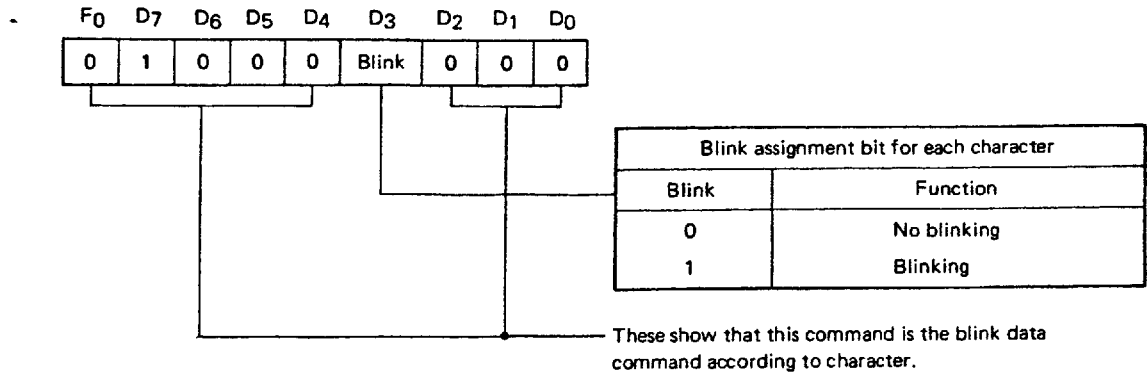 F0 D7 D6 D5 D4 D3 D2 D1 D0
0 1 0 0 0 Blink 0 0 0
Blink assignment bit for each character
Blink Function
0 No blinking
1 Blinking
These show that this command is the blink data
command according to character.